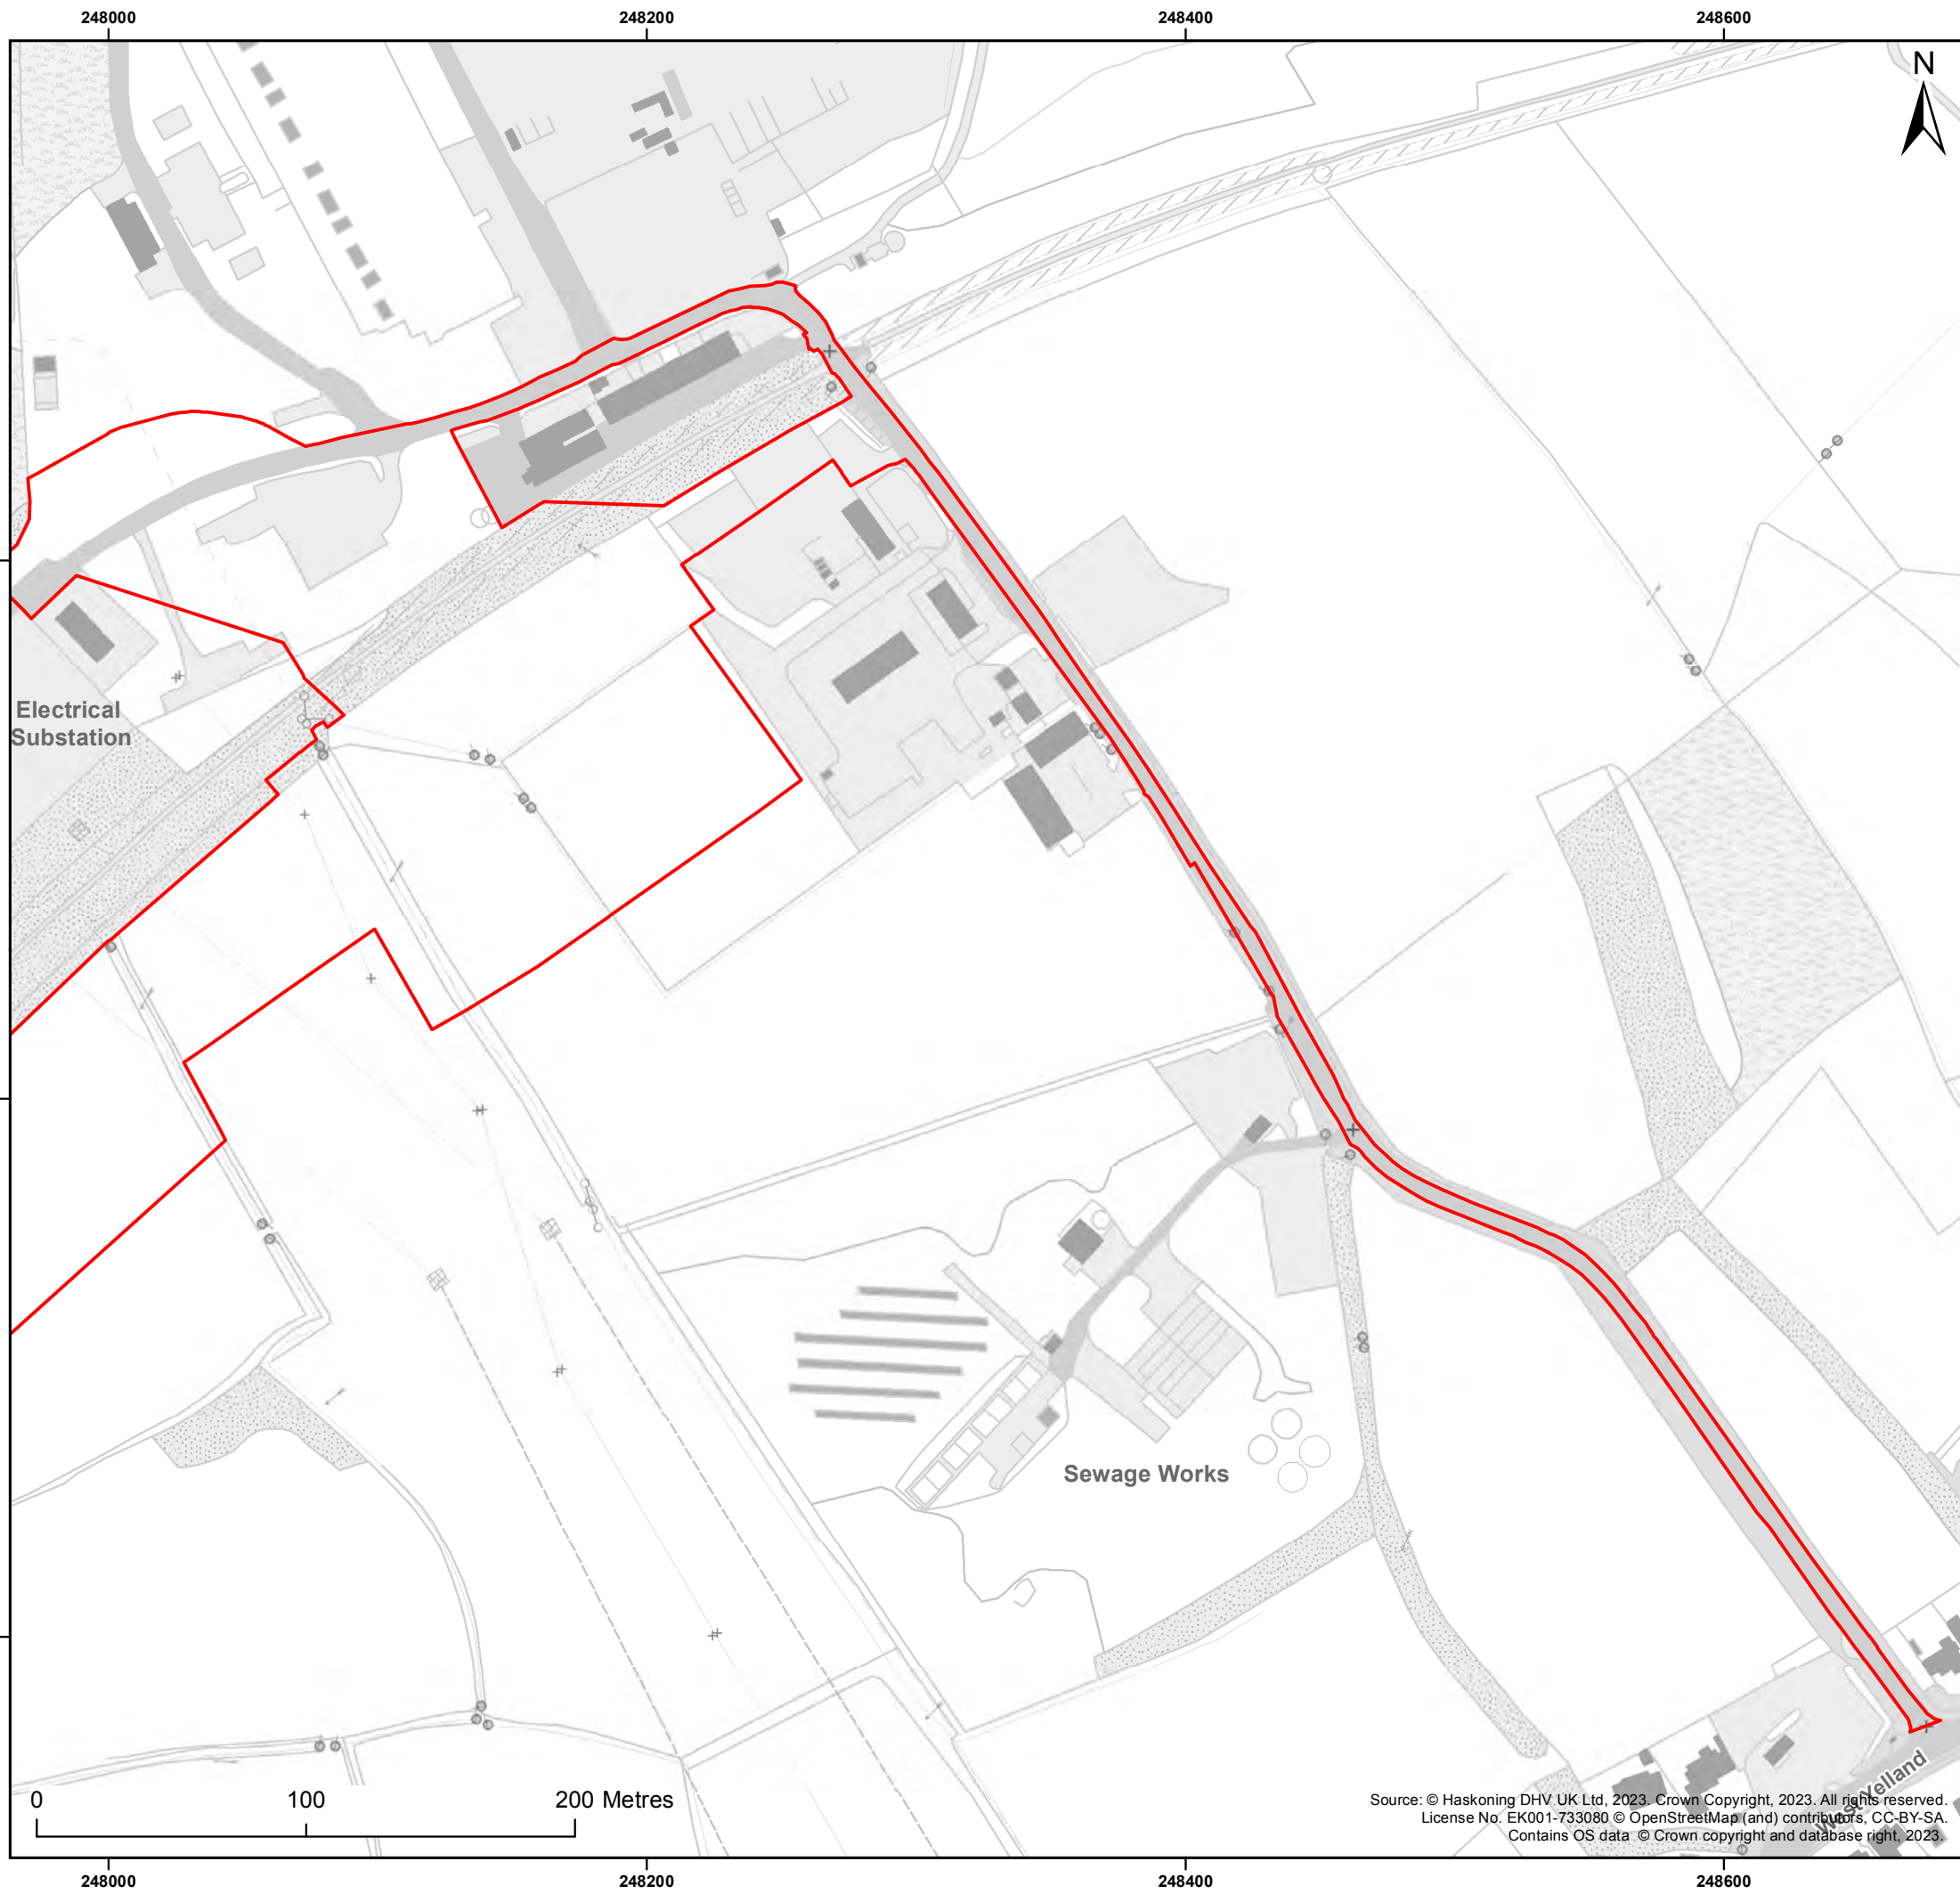 248000 248200 248400 248600
N
Electrical
Substation
Sewage Works
West Yelland
0 100 200 Metres
Source: © Haskoning DHV UK Ltd, 2023. Crown Copyright, 2023. All rights reserved.
License No. EK001-733080 © OpenStreetMap (and) contributors, CC-BY-SA.
Contains OS data © Crown copyright and database right, 2023.
248000 248200 248400 248600